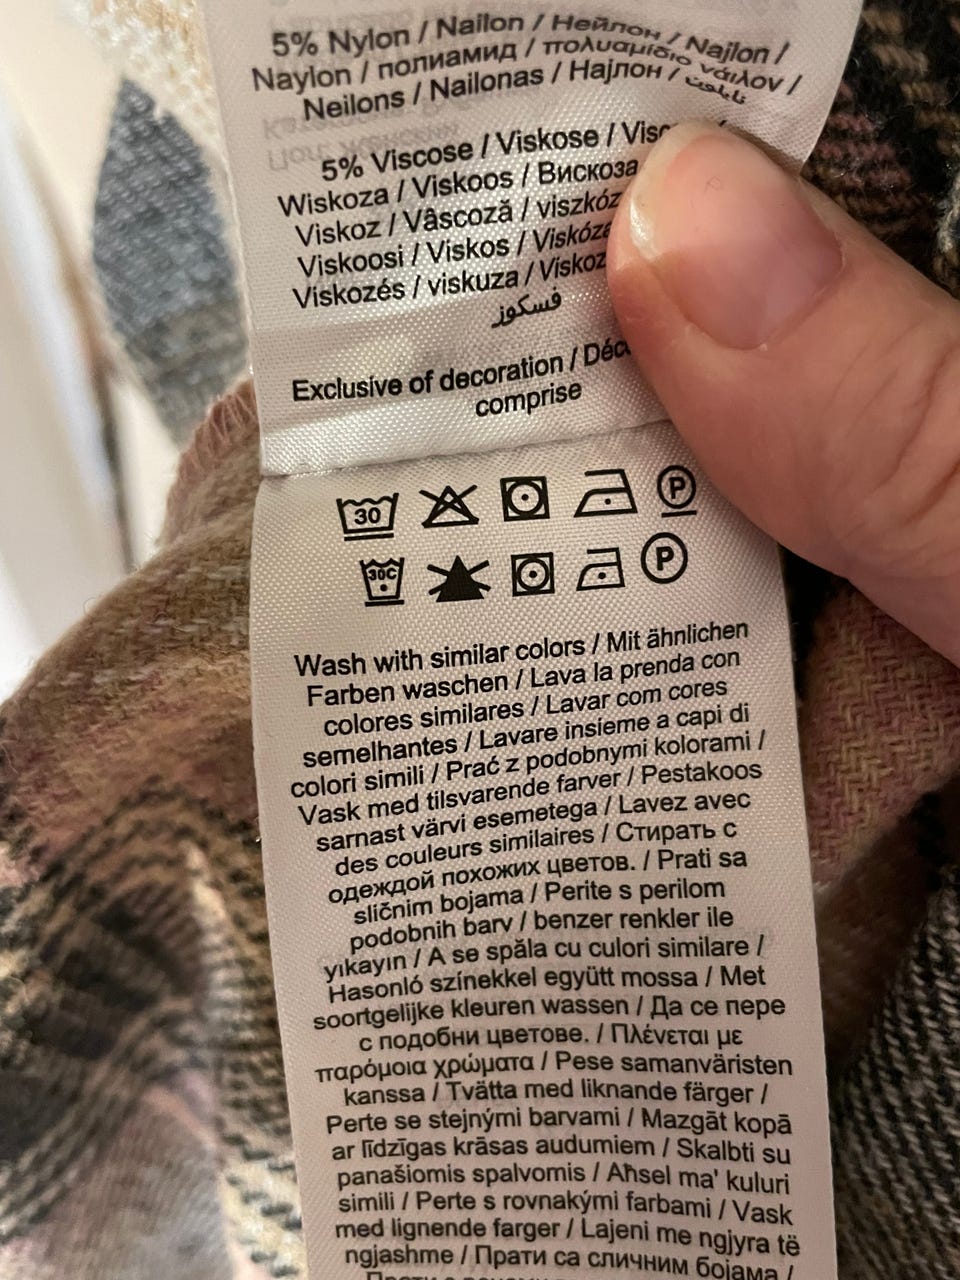 5% Nylon / Nailon / Нейлон / Najlon /
Naylon / полиамид / πολυαμίδιο νάιλον /
Neilons / Nailonas / Најлон /
5% Viscose / Viskose /
Wiskoza / Viskoos / Вискоза
Viskoz / Vâscoză /
Viskoosi / Viskos /
Viskozés / viskuza /
فسكوز
Exclusive of decoration /
comprise
30 P
30C P
Wash with similar colors / Mit ähnlichen
Farben waschen / Lava la prenda con
colores similares / Lavar com cores
semelhantes / Lavare insieme a capi di
colori simili / Prać z podobnymi kolorami /
Vask med tilsvarende farver / Pestakoos
sarnast värvi esemetega / Lavez avec
des couleurs similaires / Стирать с
одеждой похожих цветов. / Prati sa
sličnim bojama / Perite s perilom
podobnih barv / benzer renkler ile
yıkayın / A se spăla cu culori similare /
Hasonló színekkel együtt mossa / Met
soortgelijke kleuren wassen / Да се пере
с подобни цветове. / Πλένεται με
παρόμοια χρώματα / Pese samanväristen
kanssa / Tvätta med liknande färger /
Perte se stejnými barvami / Mazgāt kopā
ar līdzīgas krāsas audumiem / Skalbti su
panašiomis spalvomis / Aħsel ma' kuluri
simili / Perte s rovnakými farbami / Vask
med lignende farger / Lajeni me ngjyra të
ngjashme / Прати са сличним бојама /